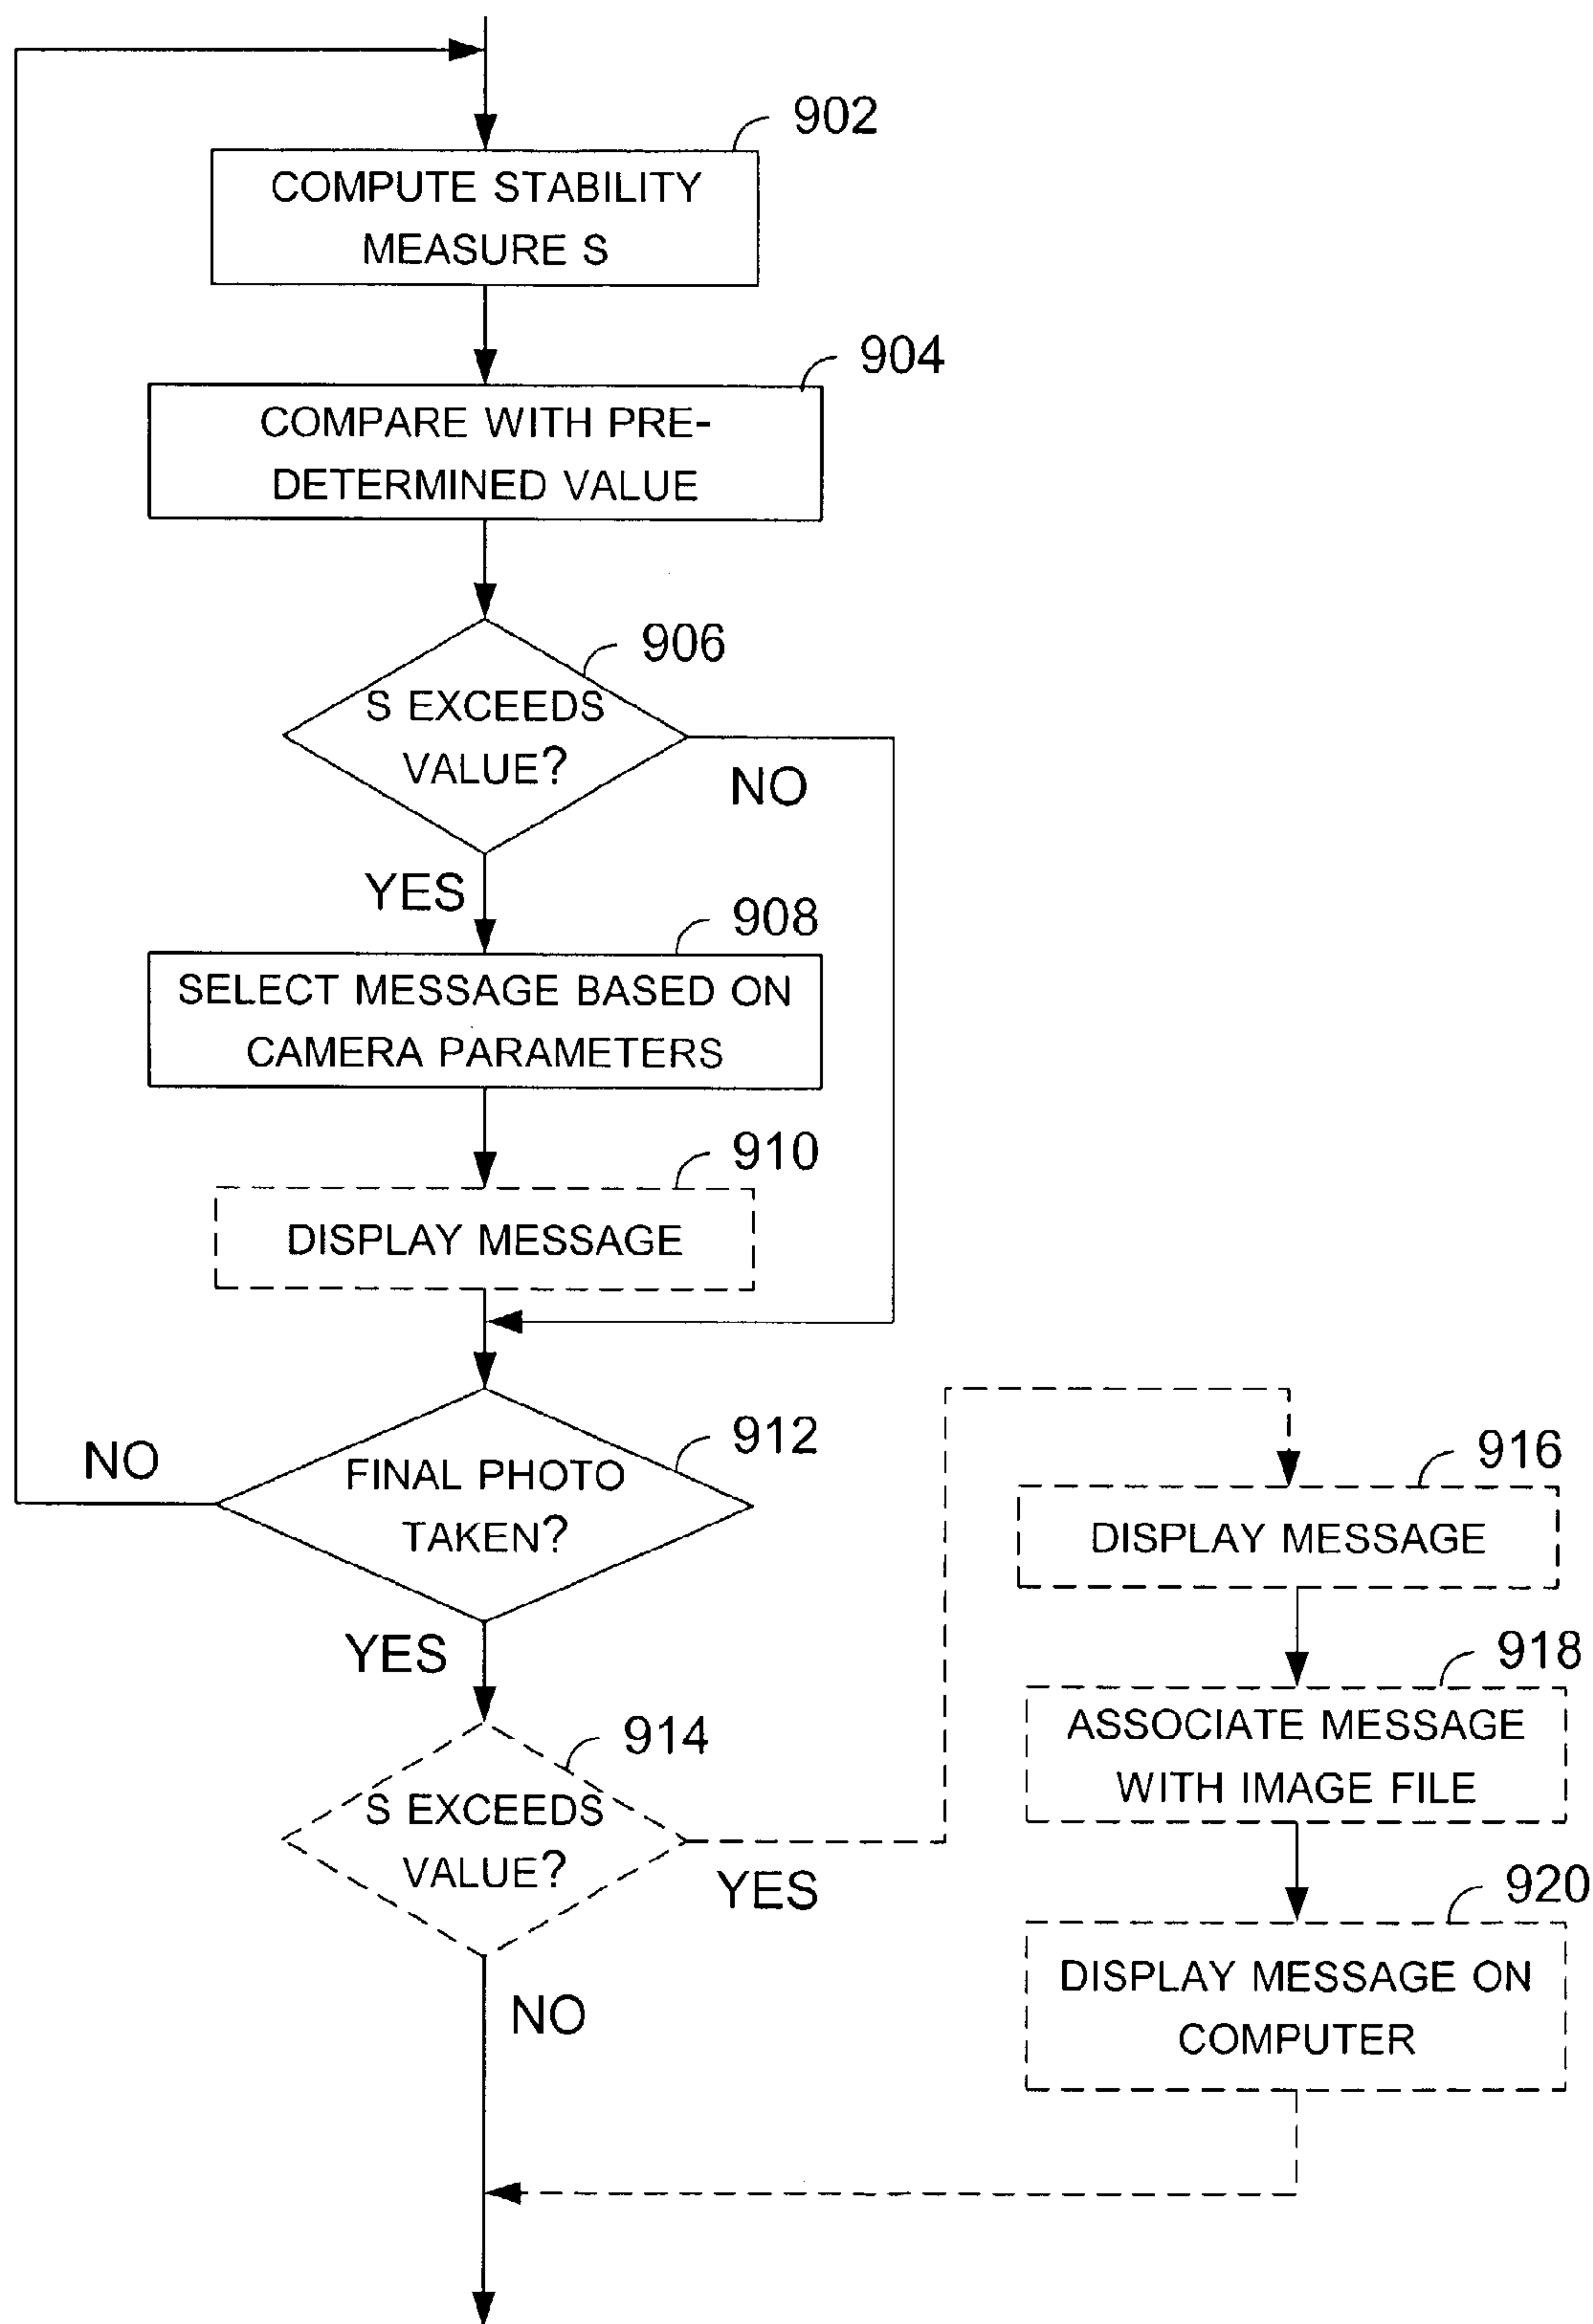 902
COMPUTE STABILITY
MEASURE S
904
COMPARE WITH PRE-
DETERMINED VALUE
906
S EXCEEDS
VALUE?
NO
YES
908
SELECT MESSAGE BASED ON
CAMERA PARAMETERS
910
DISPLAY MESSAGE
912
FINAL PHOTO
TAKEN?
NO
YES
914
S EXCEEDS
VALUE?
YES
NO
916
DISPLAY MESSAGE
918
ASSOCIATE MESSAGE
WITH IMAGE FILE
920
DISPLAY MESSAGE ON
COMPUTER